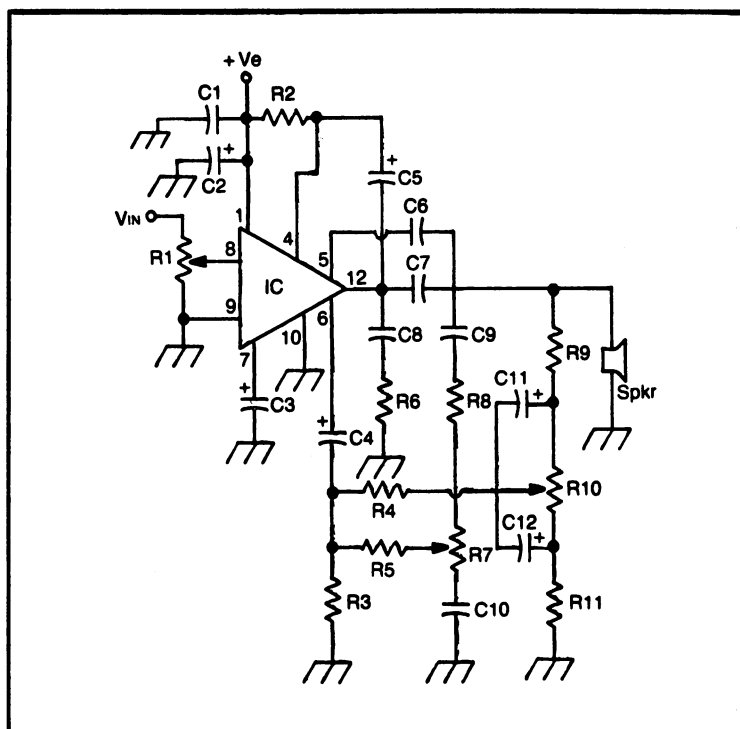 +Ve
C1
R2
+
C2
+
C5
C6
VIN
1
4
R1
8
5
12
C7
IC
9
6
10
7
C8
C9
R9
+
C3
R6
R8
C11
+
Spkr
+
C4
R4
R10
C12
+
R5
R7
R3
C10
R11